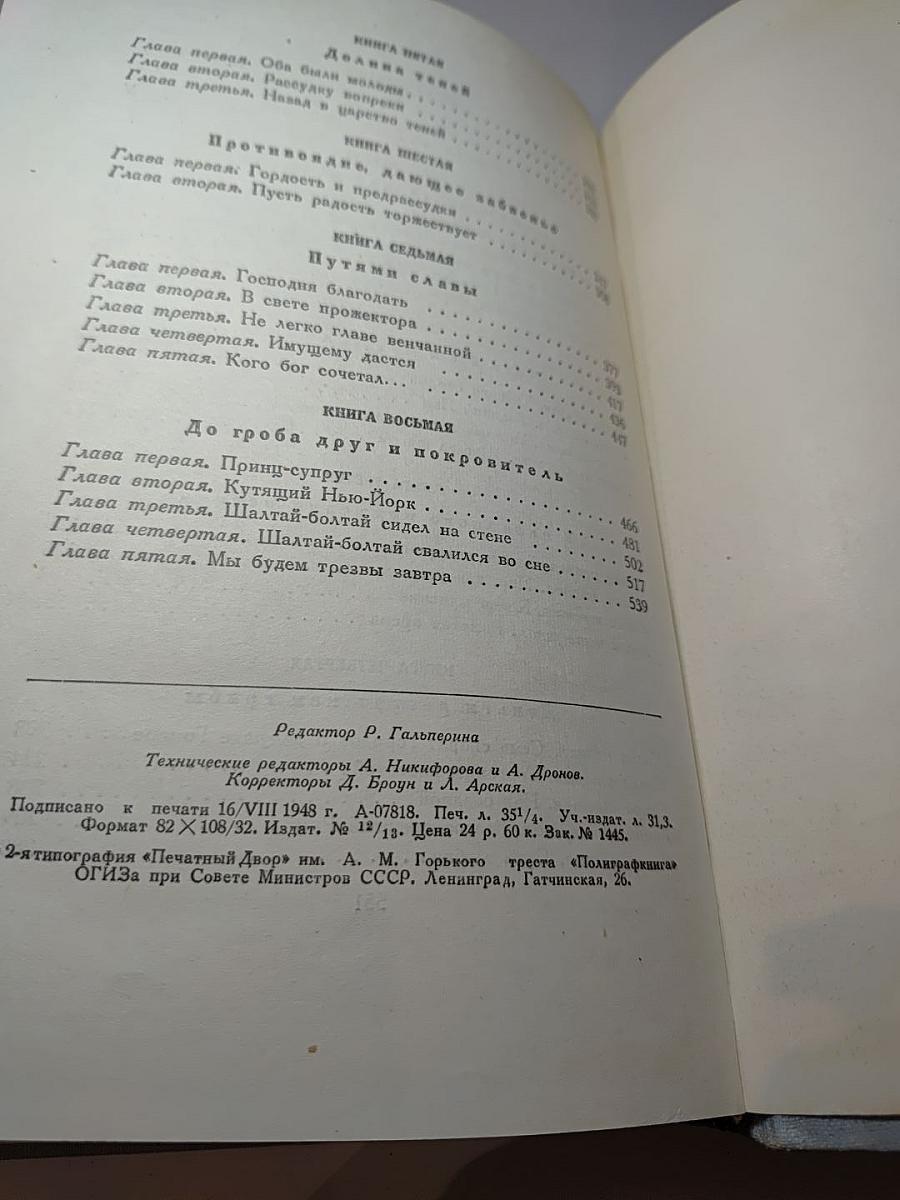 КНИГА ПЯТАЯ
Долина теней
Глава первая. Оба были молоды . . . . . . . . . .
Глава вторая. Рассудку вопреки . . . . . . . . . .
Глава третья. Назад в царство теней . . . . . . . .
КНИГА ШЕСТАЯ
Противоядие, дающее забвенье
Глава первая. Гордость и предрассудки . . . . . . .
Глава вторая. Пусть радость торжествует . . . . . .
КНИГА СЕДЬМАЯ
Путями славы
Глава первая. Господня благодать . . . . . . . . . . 377
Глава вторая. В свете прожектора . . . . . . . . . .
Глава третья. Не легко главе венчанной . . . . . . . 417
Глава четвертая. Имущему дастся . . . . . . . . . . 436
Глава пятая. Кого бог сочетал... . . . . . . . . . . 447
КНИГА ВОСЬМАЯ
До гроба друг и покровитель
Глава первая. Принц-супруг . . . . . . . . . . . . . 466
Глава вторая. Кутящий Нью-Йорк . . . . . . . . . . . 481
Глава третья. Шалтай-болтай сидел на стене . . . . . 502
Глава четвертая. Шалтай-болтай свалился во сне . . . 517
Глава пятая. Мы будем трезвы завтра . . . . . . . . 539
Редактор Р. Гальперина
Технические редакторы А. Никифорова и А. Дронов.
Корректоры Д. Броун и Л. Арская.
Подписано к печати 16/VIII 1948 г. А-07818. Печ. л. 35¹/₄. Уч.-издат. л. 31,3.
Формат 82 × 108/32. Издат. № ¹²/₁₃. Цена 24 р. 60 к. Зак. № 1445.
2-я типография «Печатный Двор» им. А. М. Горького треста «Полиграфкнига»
ОГИЗа при Совете Министров СССР. Ленинград, Гатчинская, 26.